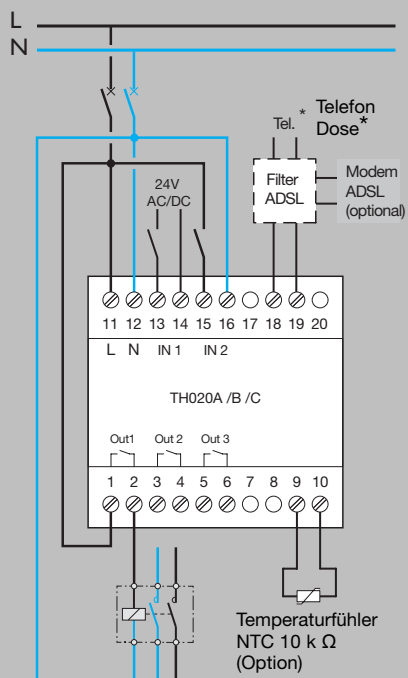 L
N
Tel. *
Telefon
Dose*
24V
AC/DC
Filter
ADSL
Modem
ADSL
(optional)
11 12 13 14 15 16 17 18 19 20
L N IN 1 IN 2
TH020A /B /C
Out1 Out 2 Out 3
1 2 3 4 5 6 7 8 9 10
Temperaturfühler
NTC 10 k Ω
(Option)